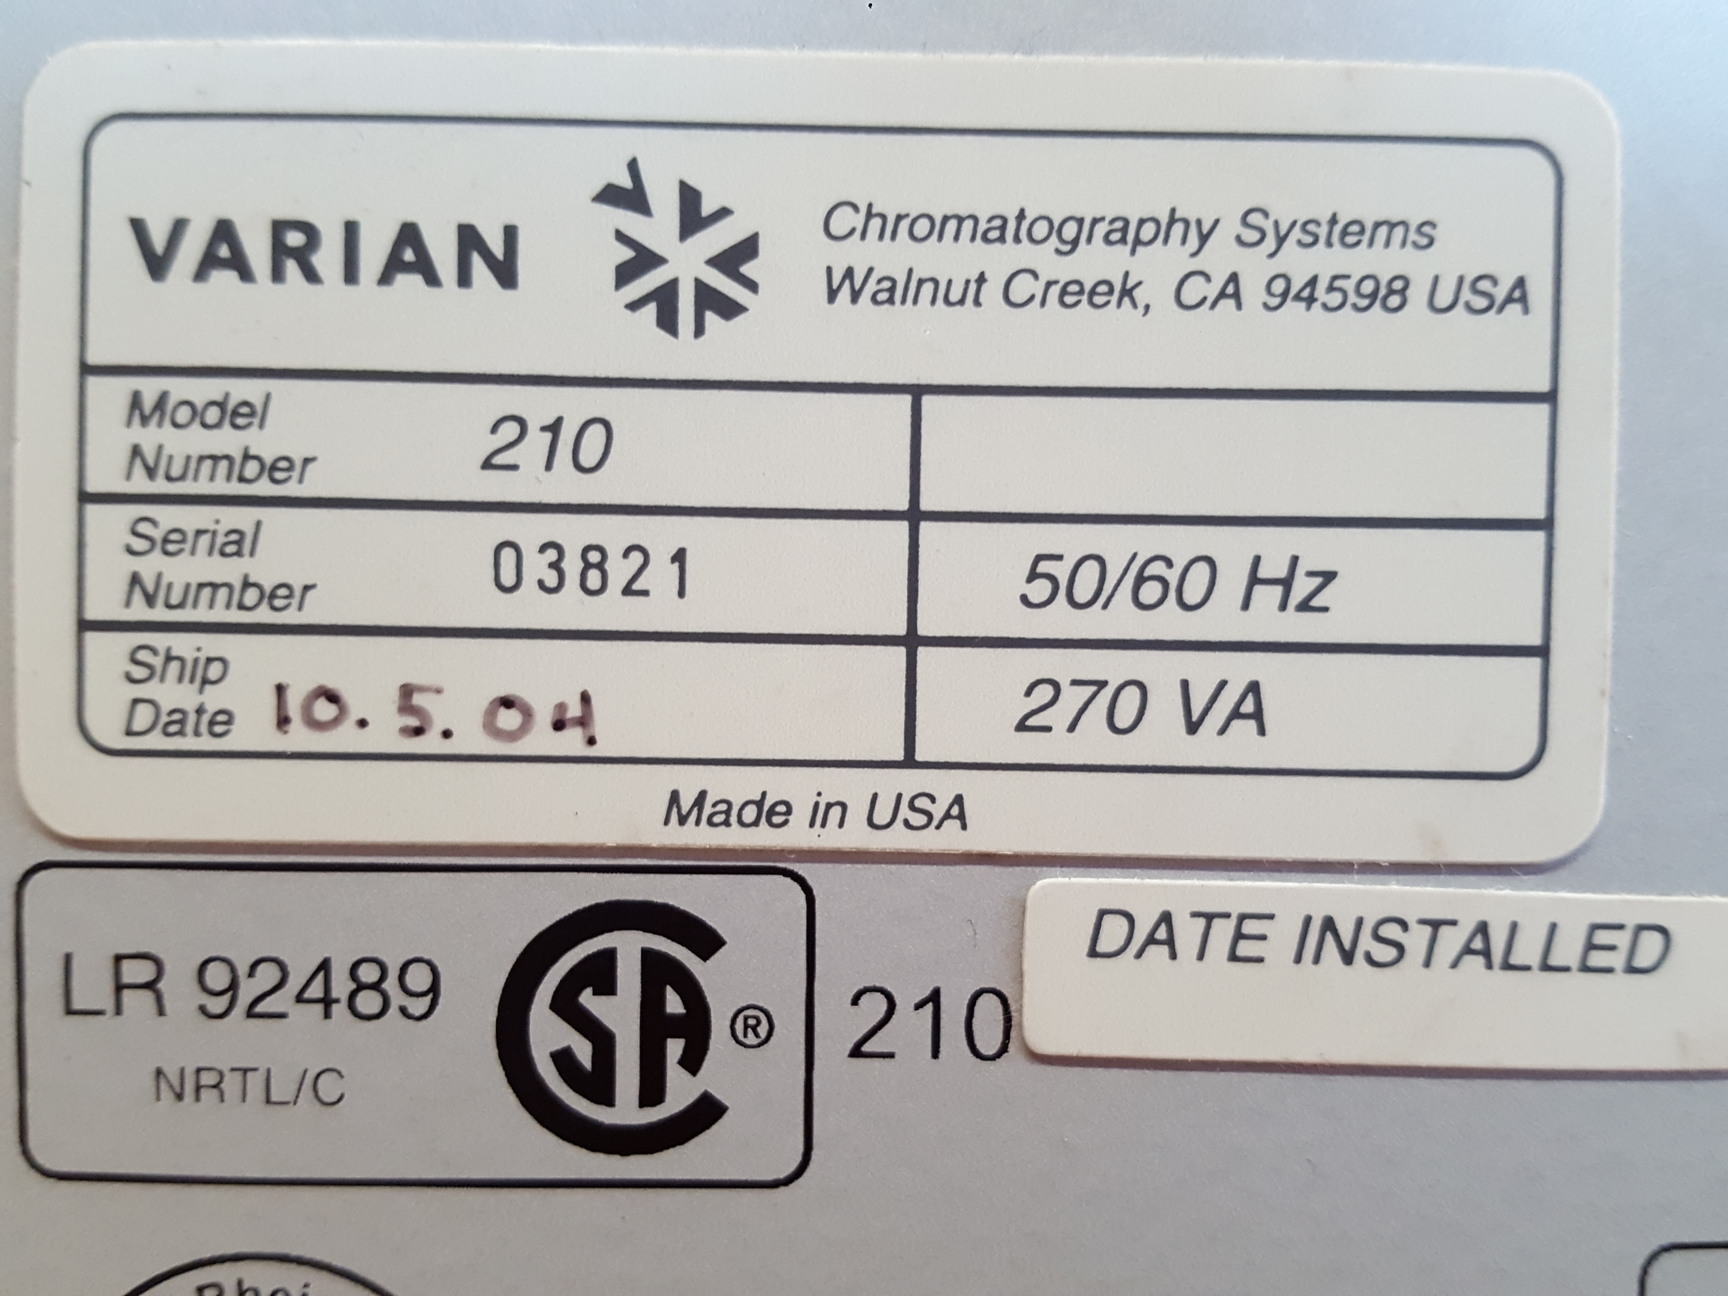 VARIAN
Chromatography Systems
Walnut Creek, CA 94598 USA
Model
Number
210
Serial
Number
03821
50/60 Hz
Ship
Date
10.5.04
270 VA
Made in USA
LR 92489
NRTL/C
SA ®
210
DATE INSTALLED